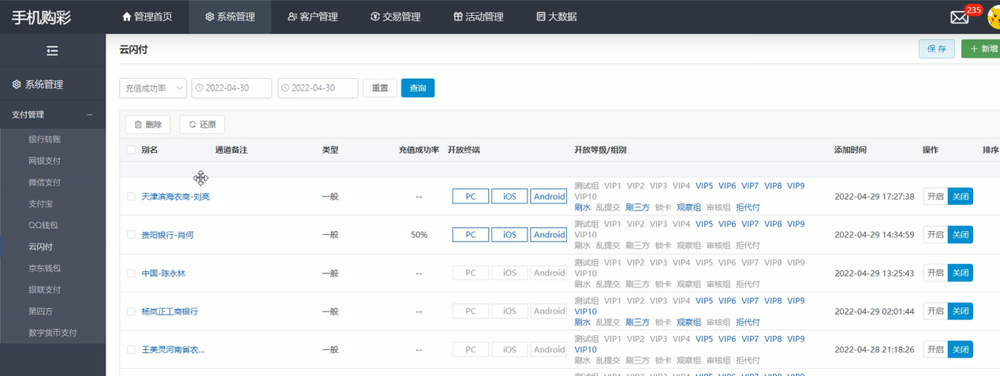 手机购彩 管理首页 系统管理 客户管理 交易管理 活动管理 大数据 235
云闪付 保存 + 新增
系统管理
充值成功率 2022-04-30 2022-04-30 重置 查询
支付管理
删除 还原
银行转账
别名 通道备注 类型 充值成功率 开放终端 开放等级/组别 添加时间 操作 排序
网银支付
微信支付
天津滨海农商-刘亮 一般 -- PC iOS Android 测试组 VIP1 VIP2 VIP3 VIP4 VIP5 VIP6 VIP7 VIP8 VIP9 2022-04-29 17:27:38 开启 关闭
VIP10
刷水 乱提交 刷三方 锁卡 观察组 审核组 拒代付
支付宝
QQ钱包
贵阳银行-肖何 一般 50% PC iOS Android 测试组 VIP1 VIP2 VIP3 VIP4 VIP5 VIP6 VIP7 VIP8 VIP9 2022-04-29 14:34:59 开启 关闭
VIP10
刷水 乱提交 刷三方 锁卡 观察组 审核组 拒代付
云闪付
京东钱包
中国-陈永林 一般 -- PC iOS Android 测试组 VIP1 VIP2 VIP3 VIP4 VIP5 VIP6 VIP7 VIP8 VIP9 2022-04-29 13:25:43 开启 关闭
VIP10
刷水 乱提交 刷三方 锁卡 观察组 审核组 拒代付
银联支付
第四方
杨岚正工商银行 一般 -- PC iOS Android 测试组 VIP1 VIP2 VIP3 VIP4 VIP5 VIP6 VIP7 VIP8 VIP9 2022-04-29 02:01:44 开启 关闭
VIP10
刷水 乱提交 刷三方 锁卡 观察组 审核组 拒代付
数字货币支付
王美灵河南省农... 一般 -- PC iOS Android 测试组 VIP1 VIP2 VIP3 VIP4 VIP5 VIP6 VIP7 VIP8 VIP9 2022-04-28 21:18:26 开启 关闭
VIP10
刷水 乱提交 刷三方 锁卡 观察组 审核组 拒代付